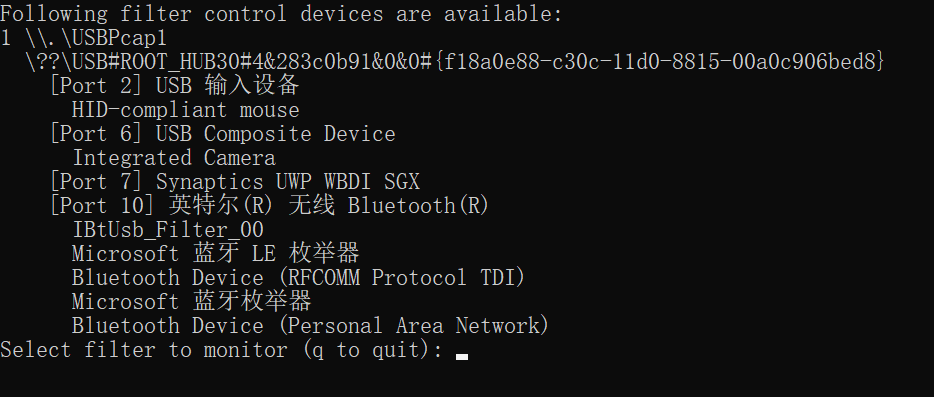 Following filter control devices are available:
1 \\.\USBPcap1
\??\USB#ROOT_HUB30#4&283c0b91&0&0#{f18a0e88-c30c-11d0-8815-00a0c906bed8}
[Port 2] USB 输入设备
HID-compliant mouse
[Port 6] USB Composite Device
Integrated Camera
[Port 7] Synaptics UWP WBDI SGX
[Port 10] 英特尔(R) 无线 Bluetooth(R)
IBtUsb_Filter_00
Microsoft 蓝牙 LE 枚举器
Bluetooth Device (RFCOMM Protocol TDI)
Microsoft 蓝牙枚举器
Bluetooth Device (Personal Area Network)
Select filter to monitor (q to quit):